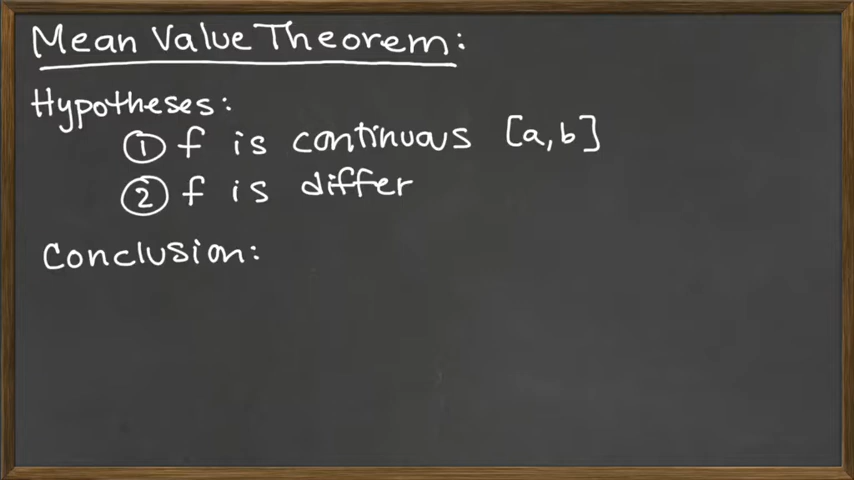 Mean Value Theorem:
Hypotheses:
① f is continuous [a,b]
② f is differ
Conclusion: